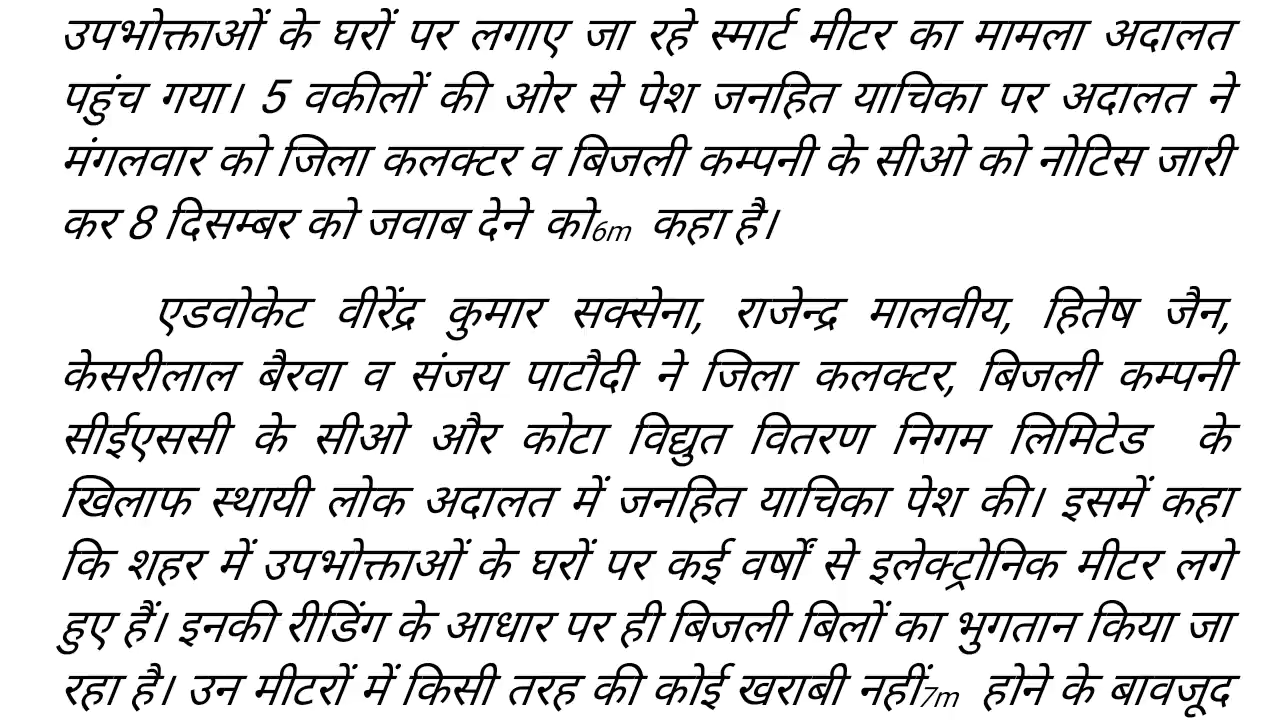 उपभोक्ताओं के घरों पर लगाए जा रहे स्मार्ट मीटर का मामला अदालत
पहुंच गया। 5 वकीलों की ओर से पेश जनहित याचिका पर अदालत ने
मंगलवार को जिला कलक्टर व बिजली कम्पनी के सीओ को नोटिस जारी
कर 8 दिसम्बर को जवाब देने को6m कहा है।
एडवोकेट वीरेंद्र कुमार सक्सेना, राजेन्द्र मालवीय, हितेष जैन,
केसरीलाल बैरवा व संजय पाटौदी ने जिला कलक्टर, बिजली कम्पनी
सीईएससी के सीओ और कोटा विद्युत वितरण निगम लिमिटेड के
खिलाफ स्थायी लोक अदालत में जनहित याचिका पेश की। इसमें कहा
कि शहर में उपभोक्ताओं के घरों पर कई वर्षों से इलेक्ट्रोनिक मीटर लगे
हुए हैं। इनकी रीडिंग के आधार पर ही बिजली बिलों का भुगतान किया जा
रहा है। उन मीटरों में किसी तरह की कोई खराबी नहीं7m होने के बावजूद